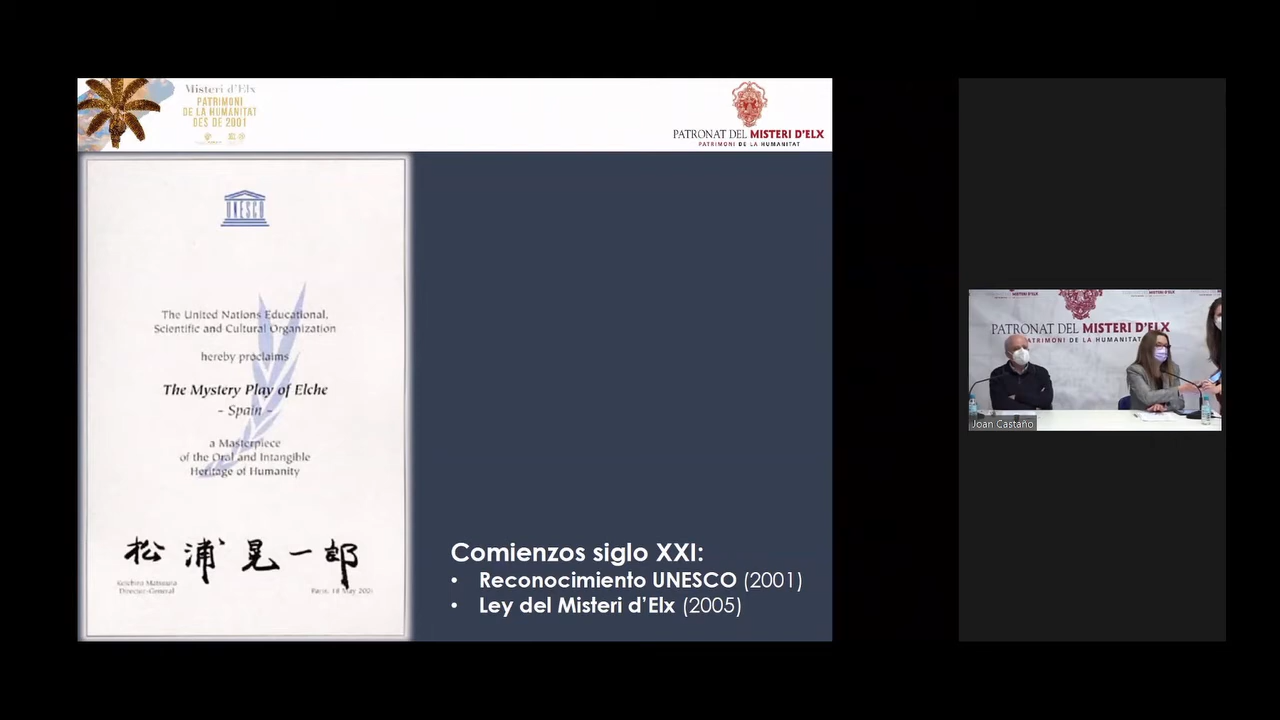 Misteri d'Elx
PATRIMONI
DE LA HUMANITAT
DES DE 2001
PATRONAT DEL MISTERI D'ELX
PATRIMONI DE LA HUMANITAT
UNESCO
The United Nations Educational,
Scientific and Cultural Organization
hereby proclaims
The Mystery Play of Elche
- Spain -
a Masterpiece
of the Oral and Intangible
Heritage of Humanity
松浦晃一郎
Koichiro Matsuura
Director-General
Paris, 18 May 2001
Comienzos siglo XXI:
• Reconocimiento UNESCO (2001)
• Ley del Misteri d'Elx (2005)
PATRONAT DEL MISTERI D'ELX
PATRIMONI DE LA HUMANITAT
Joan Castaño